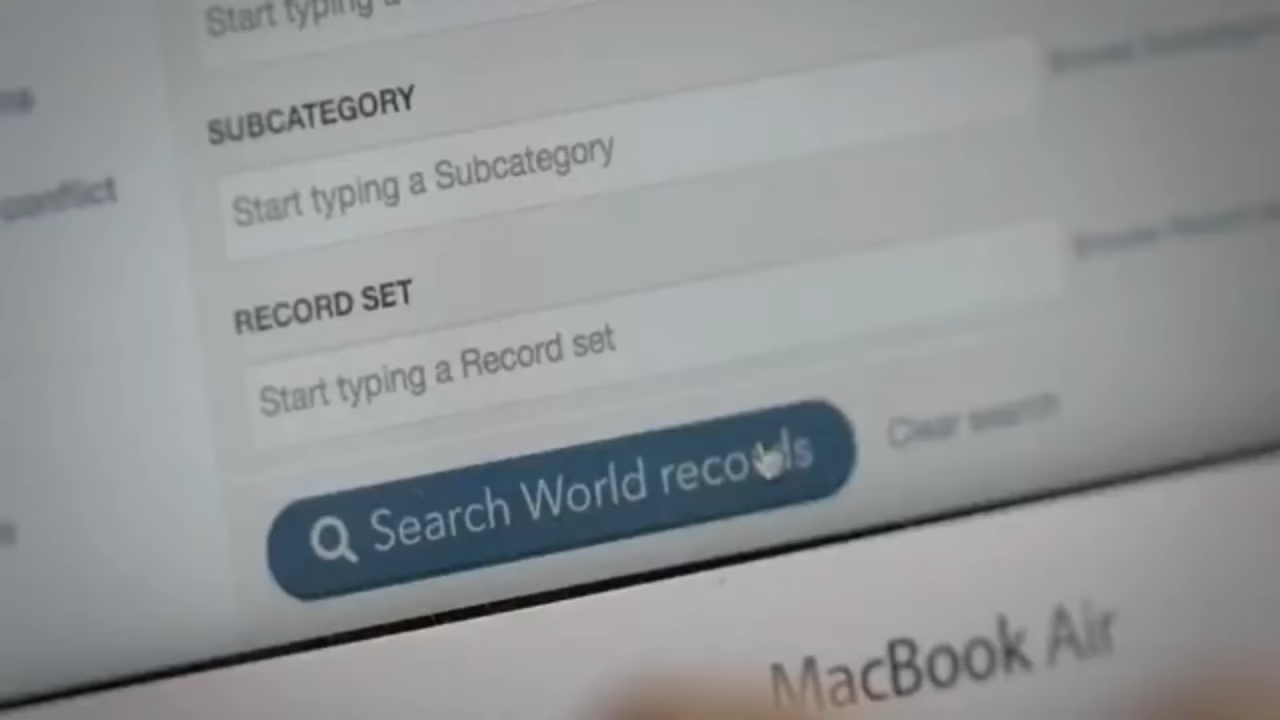 Start typing a
SUBCATEGORY
Start typing a Subcategory
conflict
RECORD SET
Start typing a Record set
Search World records
Clear search
MacBook Air